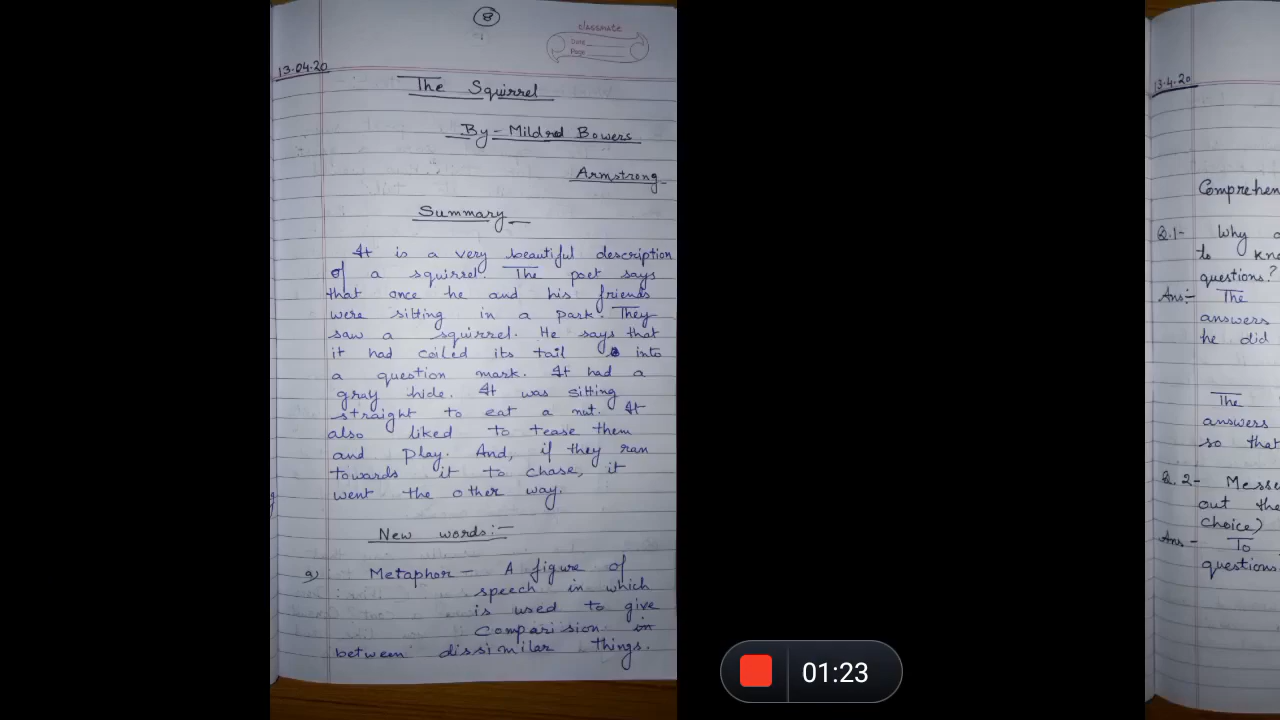 8
classmate
Date
Page
13.04.20
The Squirrel
By - Mildred Bowers
Armstrong
Summary
It is a very beautiful description
of a squirrel. The poet says
that once he and his friends
were sitting in a park. They
saw a squirrel. He says that
it had coiled its tail into
a question mark. It had a
gray hide. It was sitting
straight to eat a nut. It
also liked to tease them
and play. And, if they ran
towards it to chase, it
went the other way.
New words:-
a) Metaphor - A figure of
speech in which
is used to give
comparision in
between dissimilar things.
01:23
13.4.20
Comprehen
Q.1- Why
to kno
questions?
Ans:- The
answers
he did
The
answers
so that
Q.2- Messe
out the
choice)
Ans - To
questions